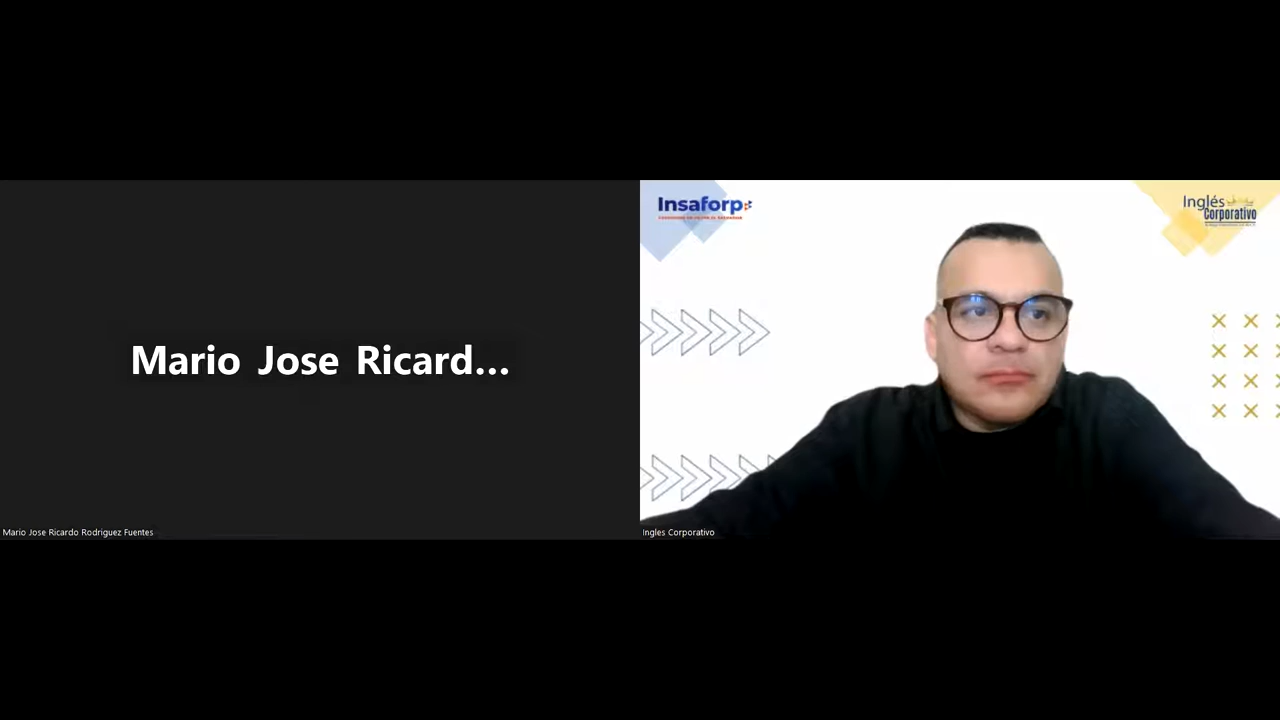 Mario Jose Ricard...
Mario Jose Ricardo Rodriguez Fuentes
Insaforp
Inglés
Corporativo
Ingles Corporativo